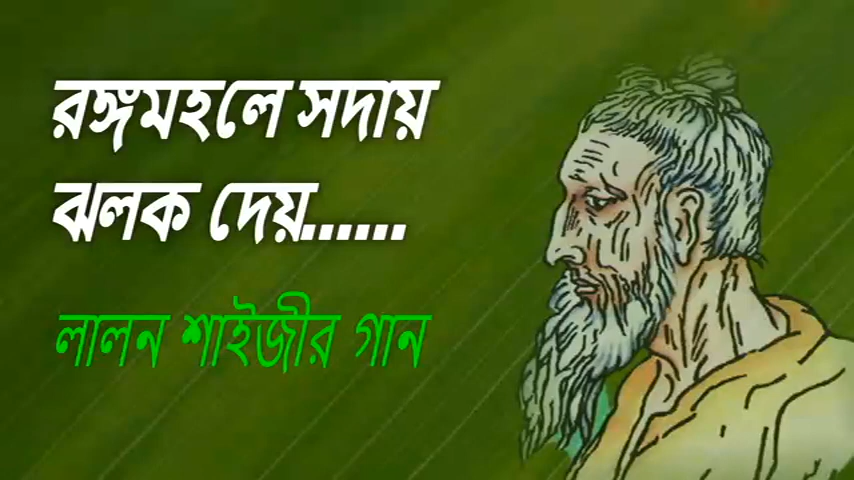 রঙ্গমহলে সদায়
ঝলক দেয়......
লালন শাইজীর গান